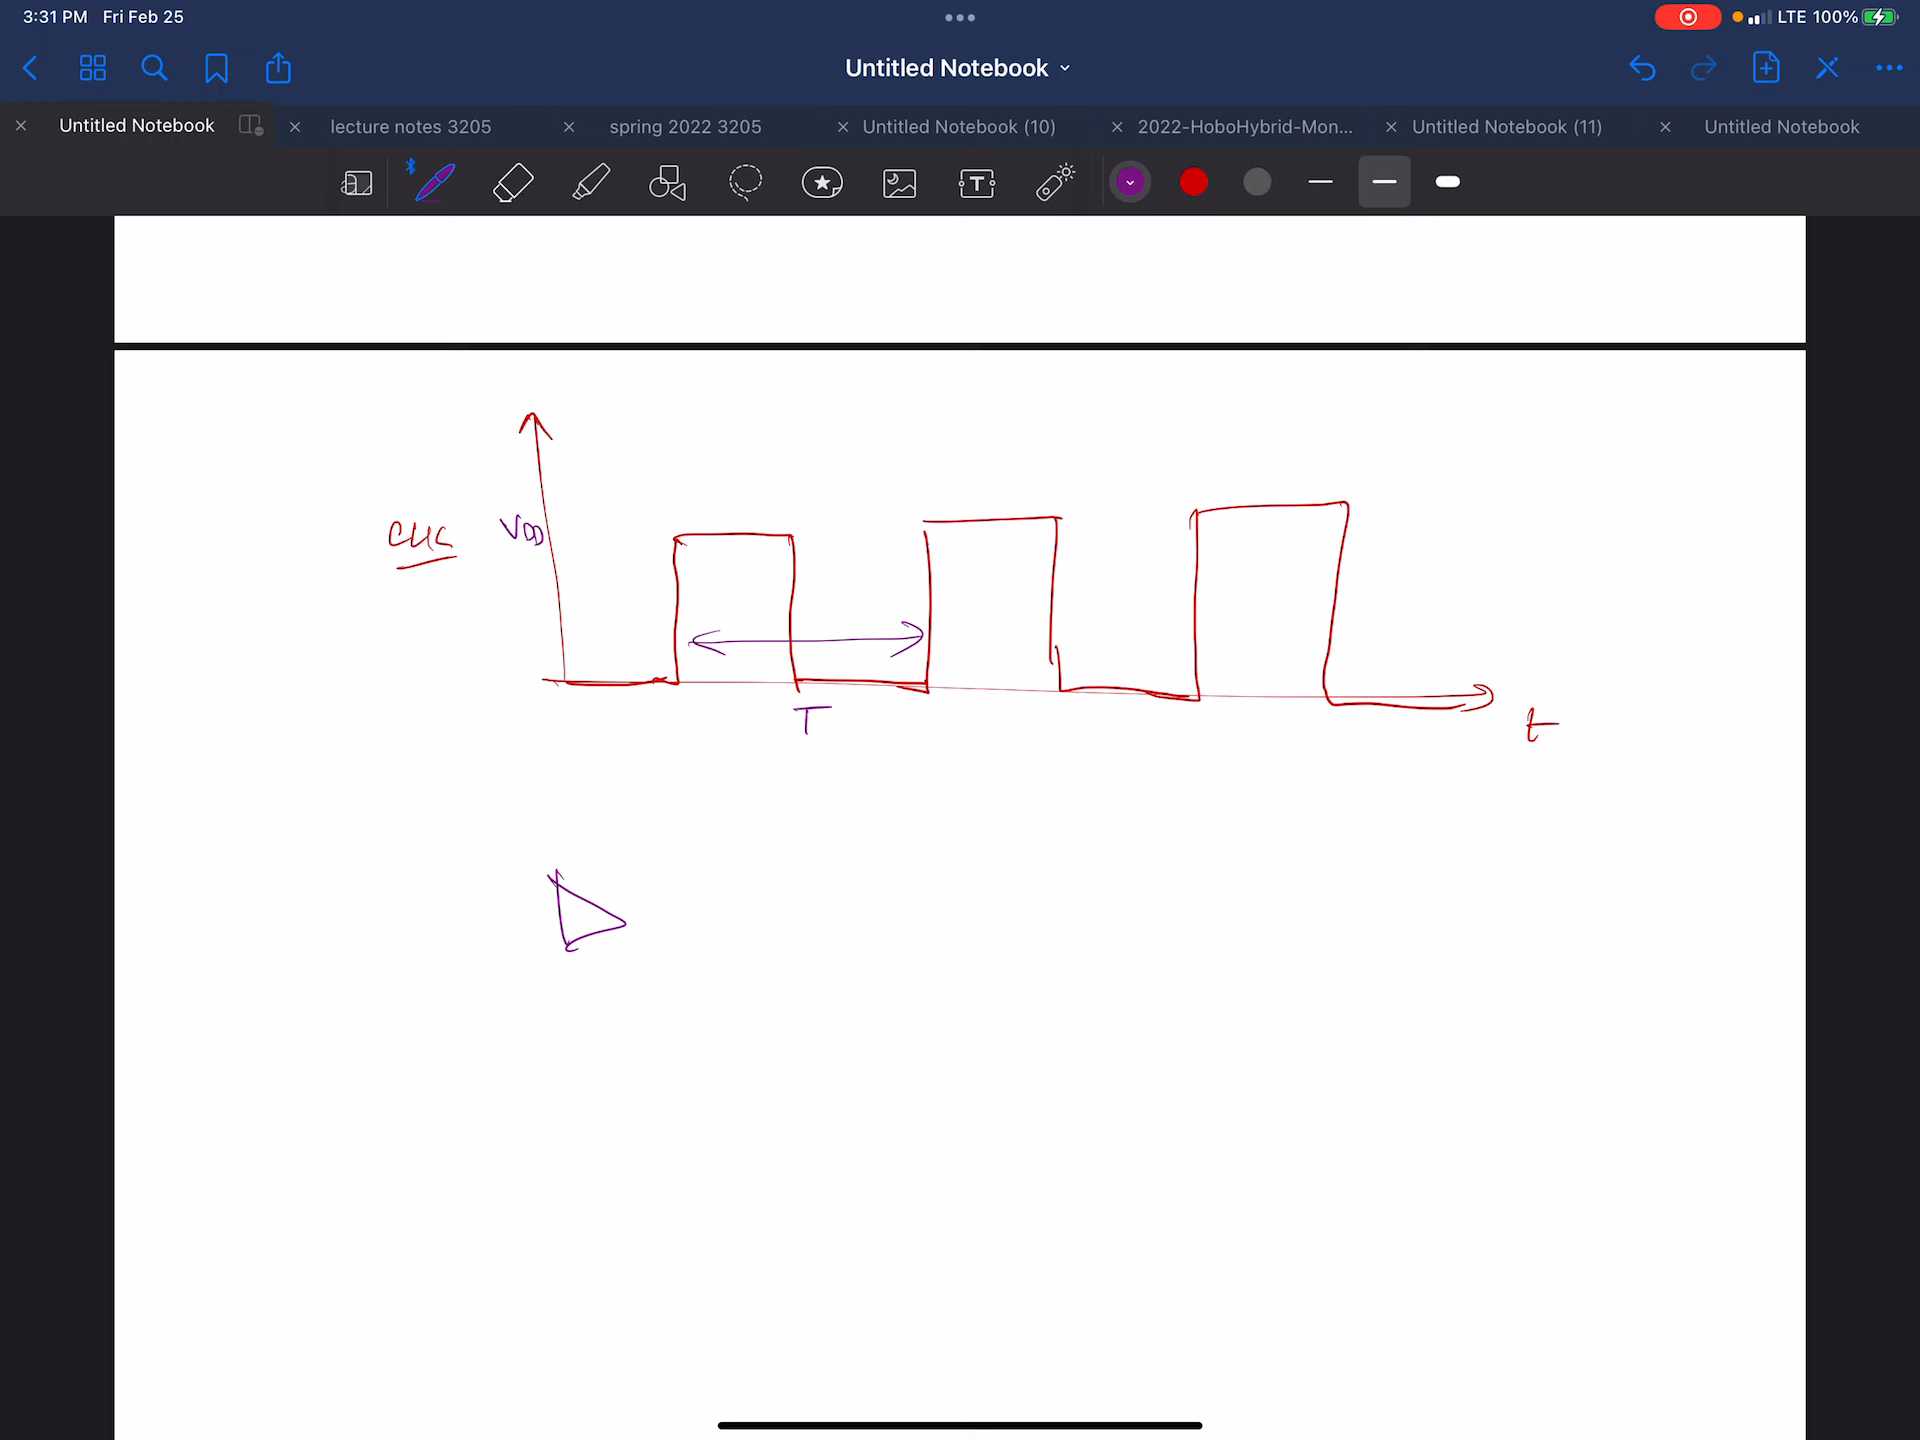 3:31 PM Fri Feb 25
LTE 100%
Untitled Notebook
Untitled Notebook
lecture notes 3205
spring 2022 3205
Untitled Notebook (10)
2022-HoboHybrid-Mon...
Untitled Notebook (11)
Untitled Notebook
T
CLK
VDD
T
t